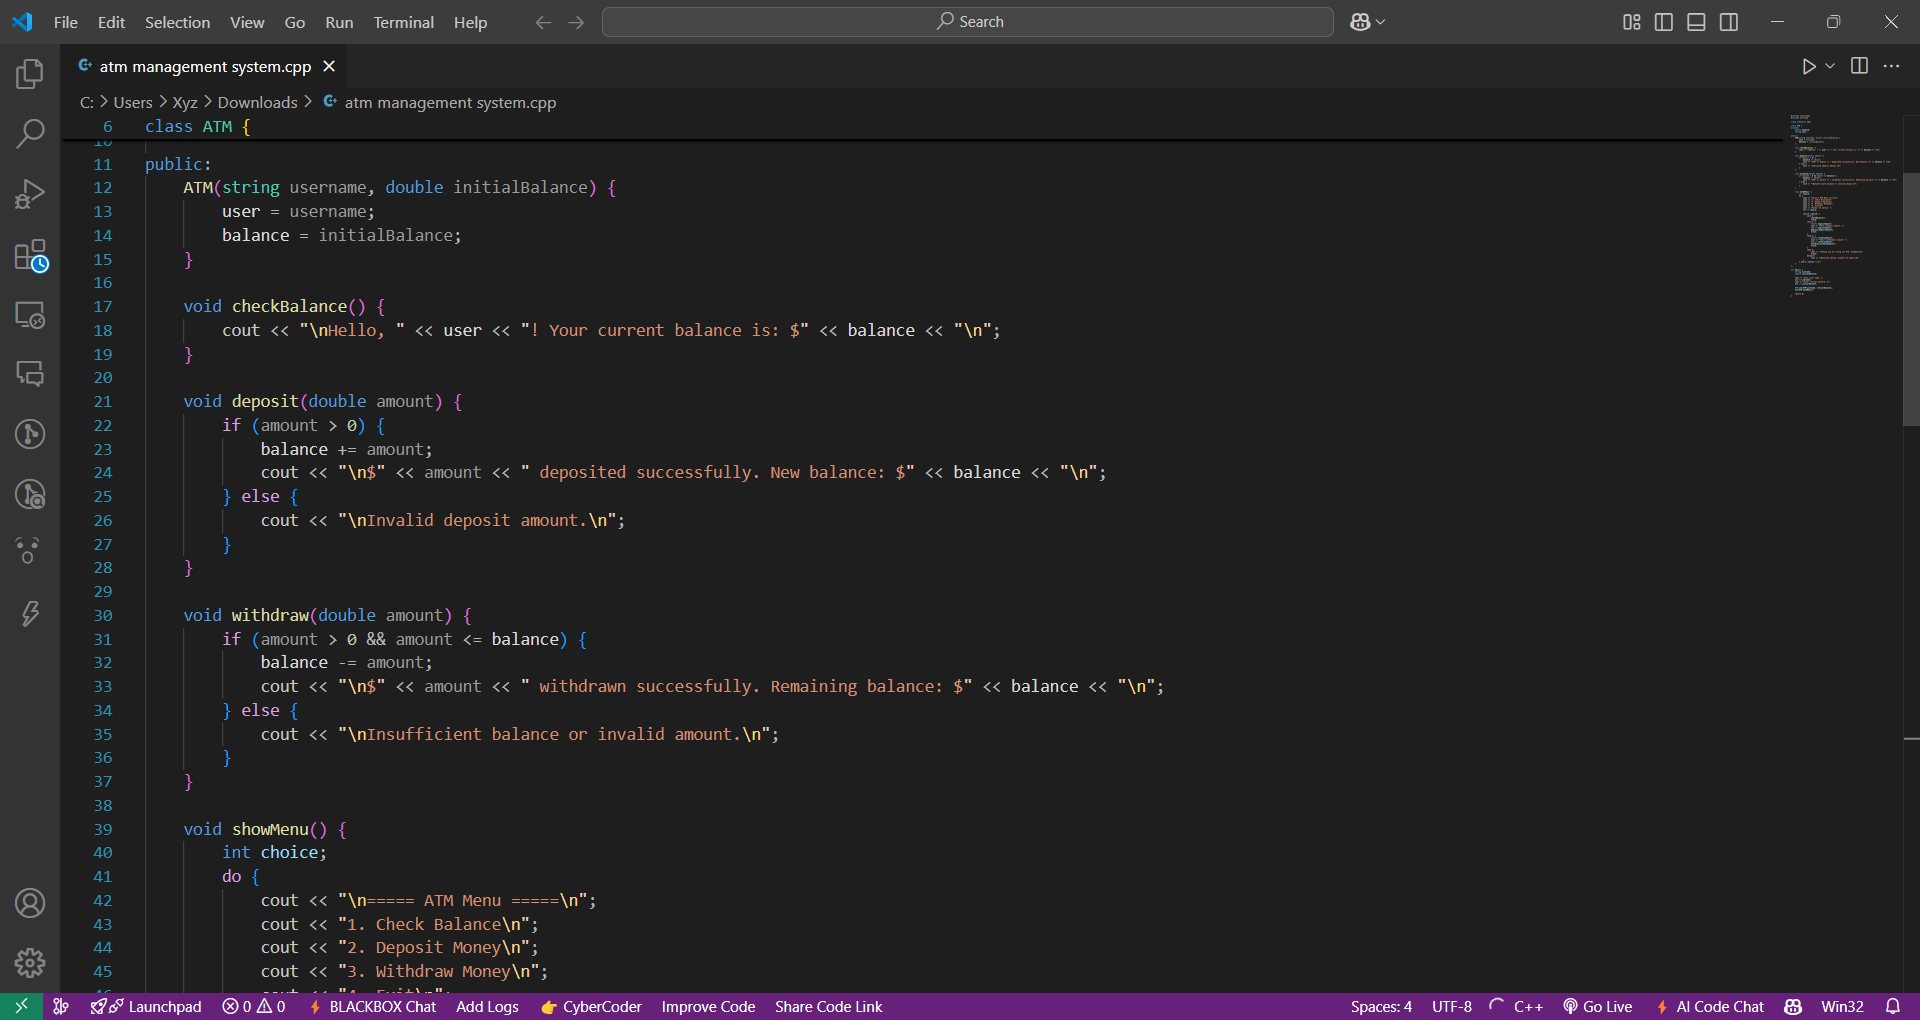 File Edit Selection View Go Run Terminal Help Search
atm management system.cpp
C: > Users > Xyz > Downloads > atm management system.cpp
6 class ATM {
10
11 public:
12 ATM(string username, double initialBalance) {
13 user = username;
14 balance = initialBalance;
15 }
16
17 void checkBalance() {
18 cout << "\nHello, " << user << "! Your current balance is: $" << balance << "\n";
19 }
20
21 void deposit(double amount) {
22 if (amount > 0) {
23 balance += amount;
24 cout << "\n$" << amount << " deposited successfully. New balance: $" << balance << "\n";
25 } else {
26 cout << "\nInvalid deposit amount.\n";
27 }
28 }
29
30 void withdraw(double amount) {
31 if (amount > 0 && amount <= balance) {
32 balance -= amount;
33 cout << "\n$" << amount << " withdrawn successfully. Remaining balance: $" << balance << "\n";
34 } else {
35 cout << "\nInsufficient balance or invalid amount.\n";
36 }
37 }
38
39 void showMenu() {
40 int choice;
41 do {
42 cout << "\n===== ATM Menu =====\n";
43 cout << "1. Check Balance\n";
44 cout << "2. Deposit Money\n";
45 cout << "3. Withdraw Money\n";
46 cout << "4. Exit\n";
Launchpad 0 0 BLACKBOX Chat Add Logs CyberCoder Improve Code Share Code Link Spaces: 4 UTF-8 C++ Go Live AI Code Chat Win32